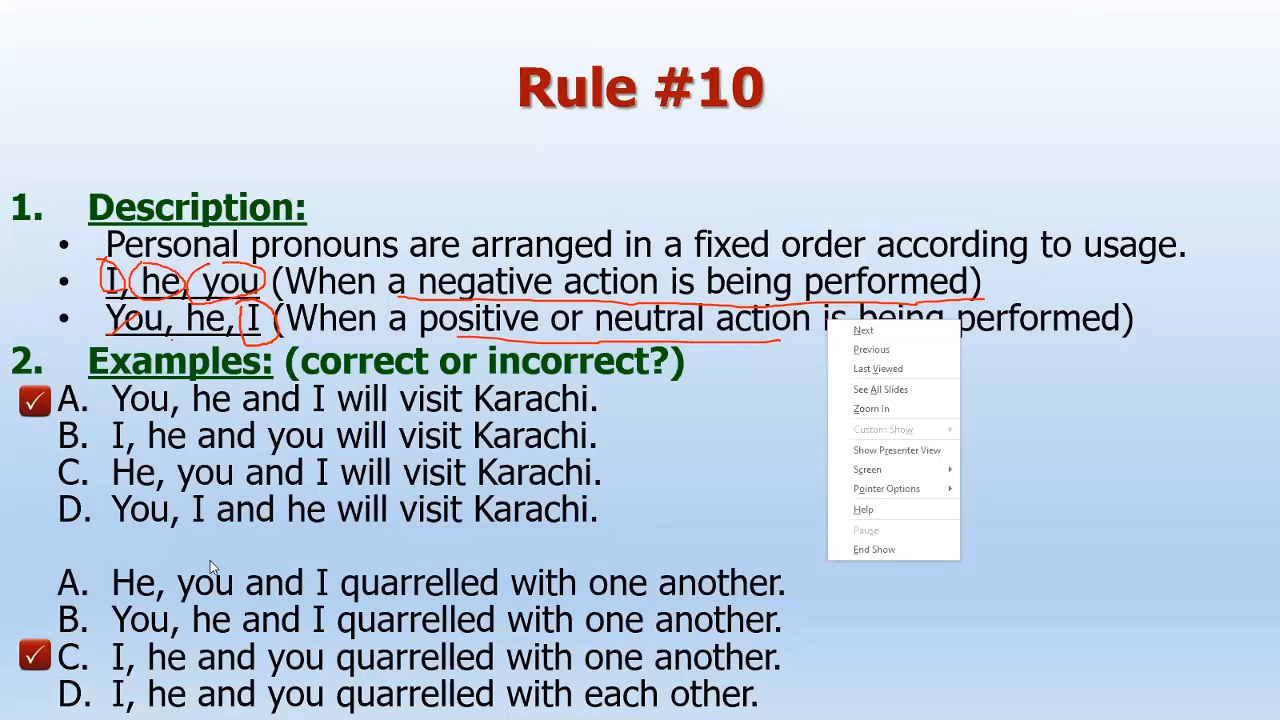 Rule #10
1. Description:
• Personal pronouns are arranged in a fixed order according to usage.
• I, he, you (When a negative action is being performed)
• You, he, I (When a positive or neutral action is being performed)
2. Examples: (correct or incorrect?)
A. You, he and I will visit Karachi.
B. I, he and you will visit Karachi.
C. He, you and I will visit Karachi.
D. You, I and he will visit Karachi.
A. He, you and I quarrelled with one another.
B. You, he and I quarrelled with one another.
C. I, he and you quarrelled with one another.
D. I, he and you quarrelled with each other.
Next
Previous
Last Viewed
See All Slides
Zoom In
Custom Show
Show Presenter View
Screen
Pointer Options
Help
Pause
End Show